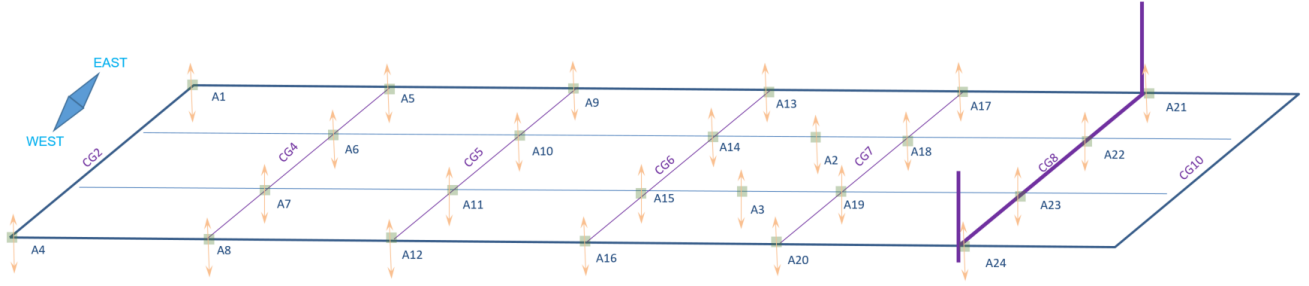 EAST
WEST
A1
A5
A9
A13
A17
A21
CG2
CG4
A6
CG5
A10
CG6
A14
A2
CG7
A18
CG8
A22
CG10
A7
A11
A15
A3
A19
A23
A4
A8
A12
A16
A20
A24